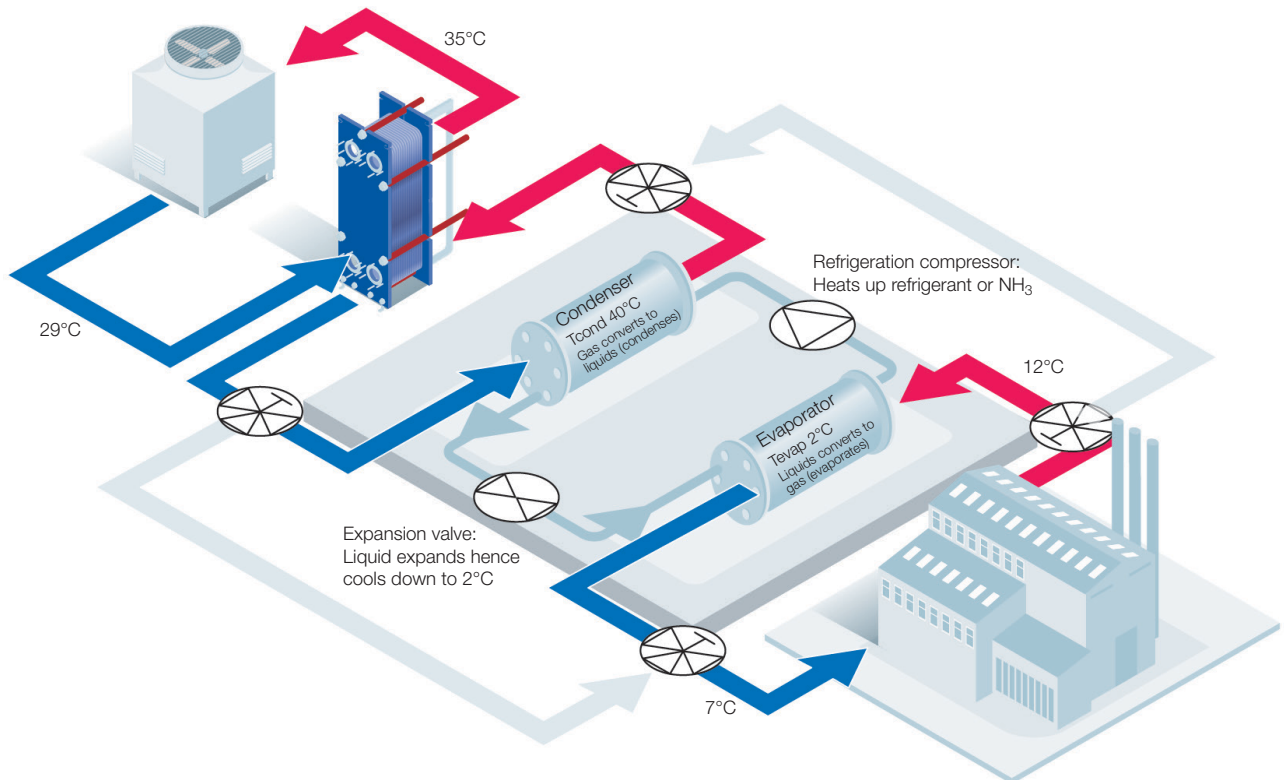 35°C
29°C
Condenser
Tcond 40°C
Gas converts to
liquids (condenses)
Refrigeration compressor:
Heats up refrigerant or NH₃
12°C
Evaporator
Tevap 2°C
Liquids converts to
gas (evaporates)
Expansion valve:
Liquid expands hence
cools down to 2°C
7°C